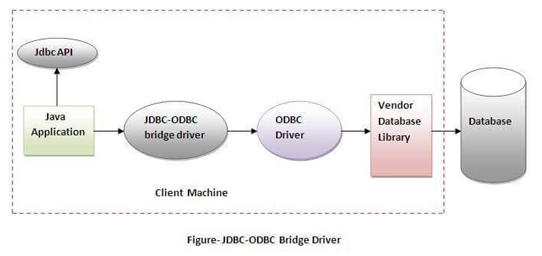 Jdbc API
Java
Application
JDBC-ODBC
bridge driver
ODBC
Driver
Vendor
Database
Library
Database
Client Machine
Figure- JDBC-ODBC Bridge Driver